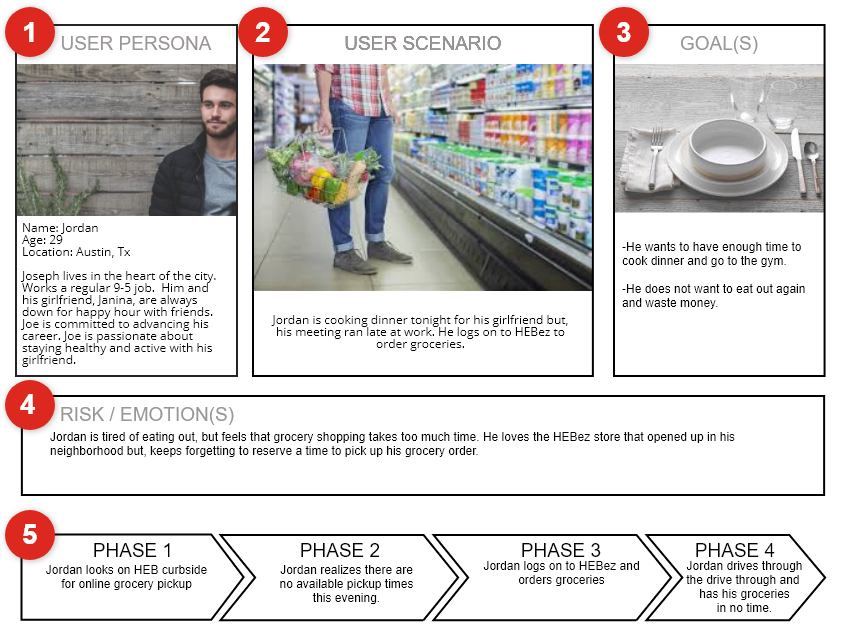 1
USER PERSONA
Name: Jordan
Age: 29
Location: Austin, Tx
Joseph lives in the heart of the city.
Works a regular 9-5 job.  Him and
his girlfriend, Janina, are always
down for happy hour with friends.
Joe is committed to advancing his
career. Joe is passionate about
staying healthy and active with his
girlfriend.
2
USER SCENARIO
Jordan is cooking dinner tonight for his girlfriend but,
his meeting ran late at work. He logs on to HEBez to
order groceries.
3
GOAL(S)
-He wants to have enough time to
cook dinner and go to the gym.
-He does not want to eat out again
and waste money.
4
RISK / EMOTION(S)
Jordan is tired of eating out, but feels that grocery shopping takes too much time. He loves the HEBez store that opened up in his
neighborhood but, keeps forgetting to reserve a time to pick up his grocery order.
5
PHASE 1
Jordan looks on HEB curbside
for online grocery pickup
PHASE 2
Jordan realizes there are
no available pickup times
this evening.
PHASE 3
Jordan logs on to HEBez and
orders groceries
PHASE 4
Jordan drives through
the drive through and
has his groceries
in no time.